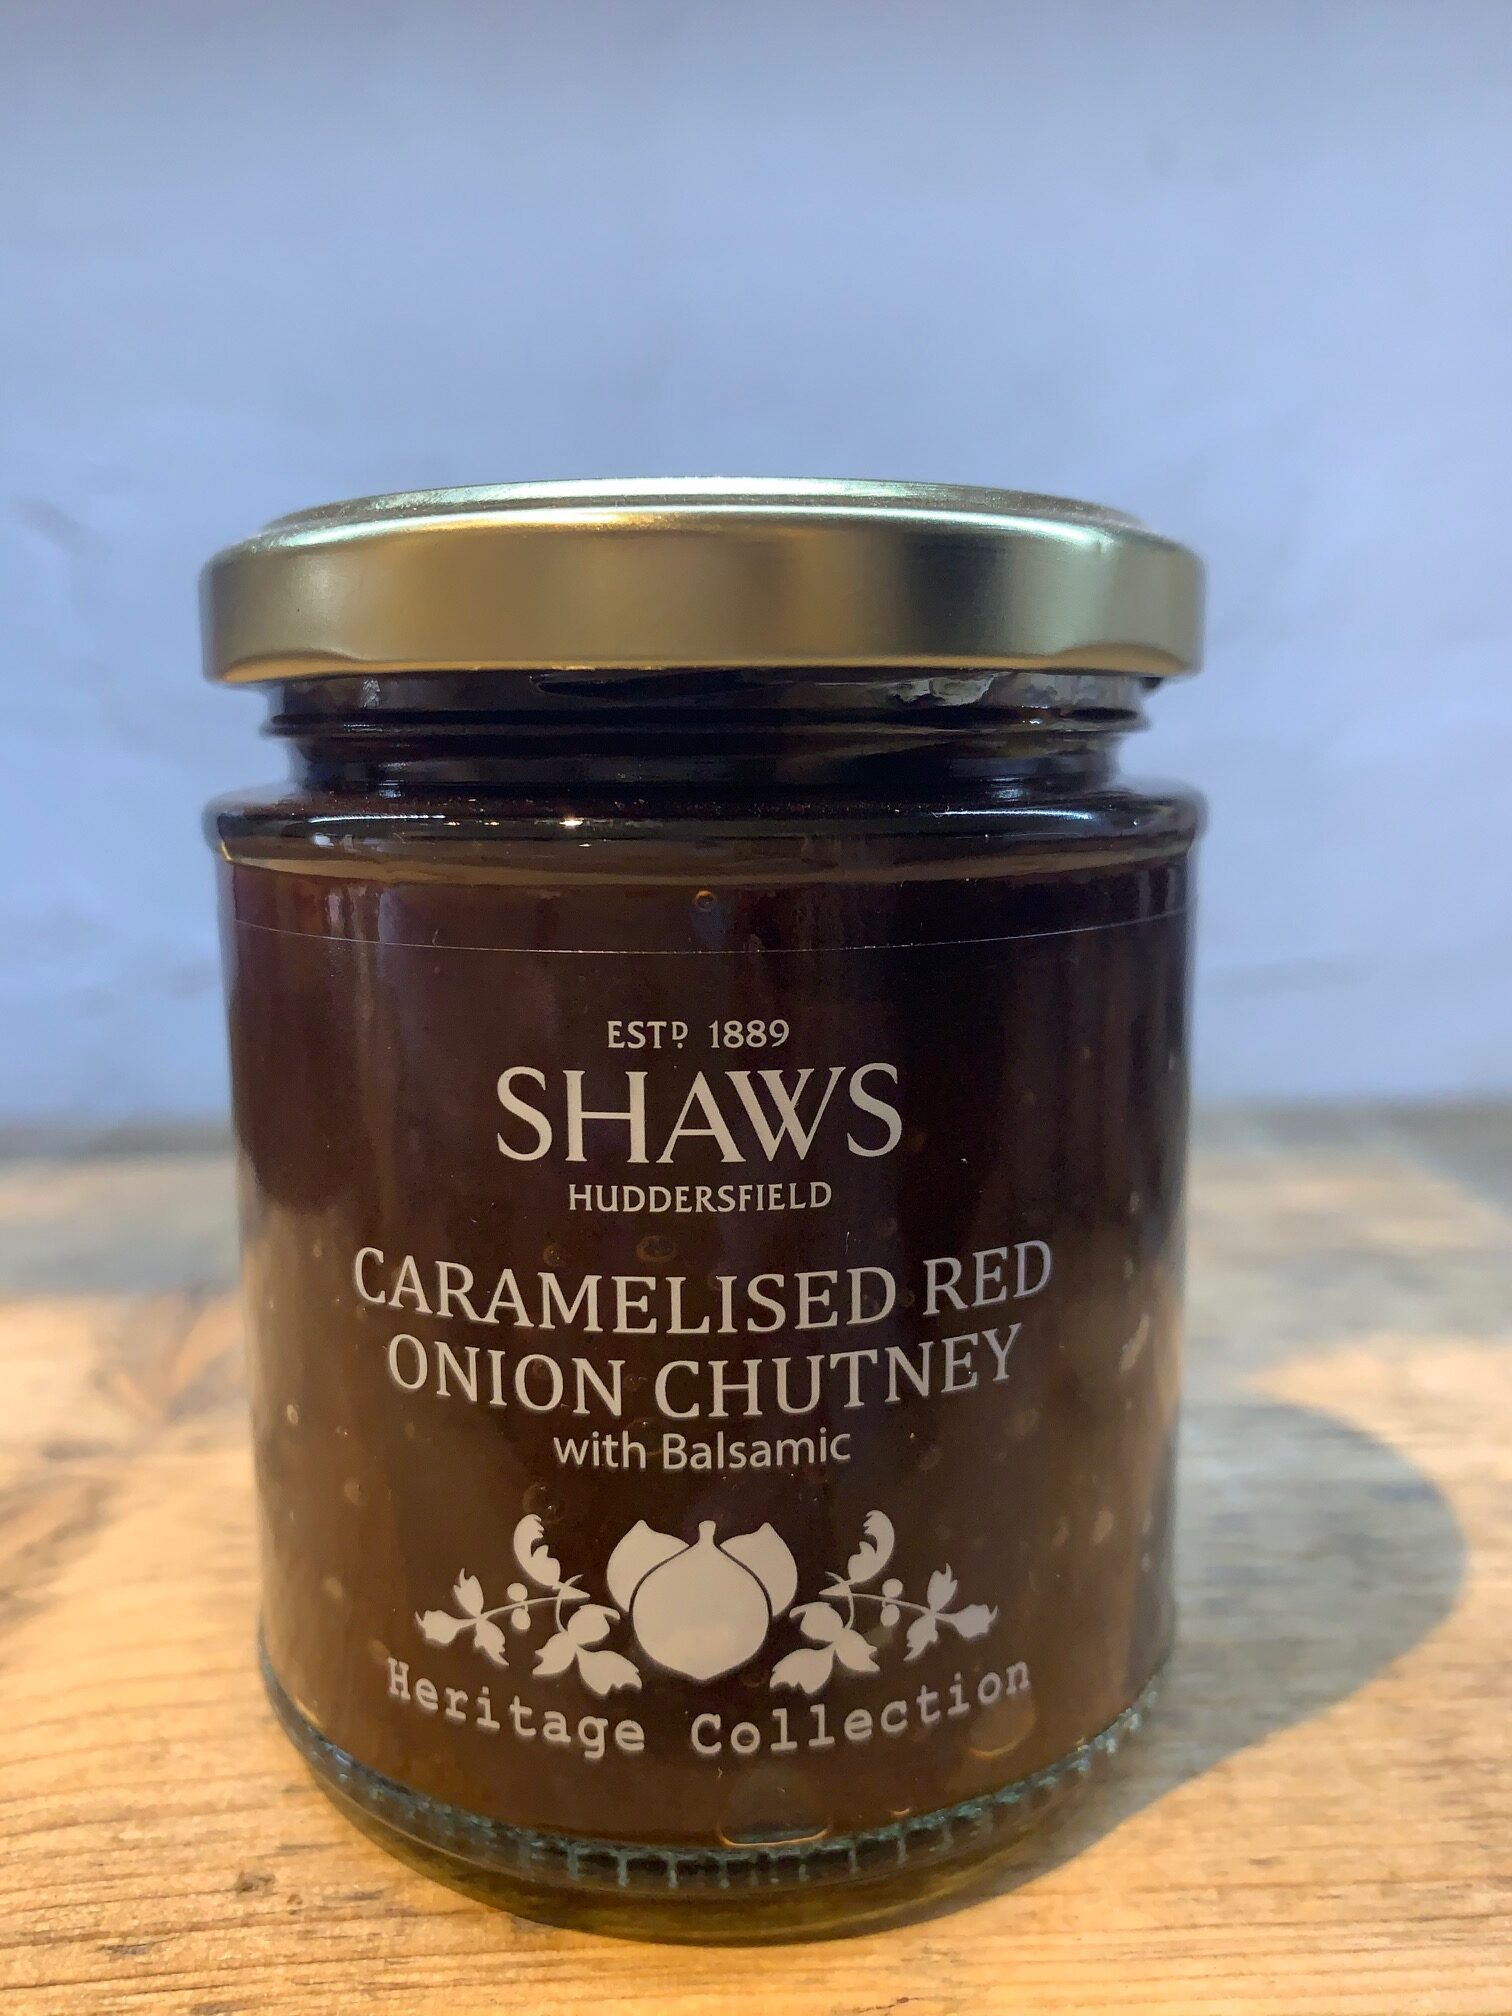 ESTD 1889
SHAWS
HUDDERSFIELD
CARAMELISED RED
ONION CHUTNEY
with Balsamic
Heritage Collection